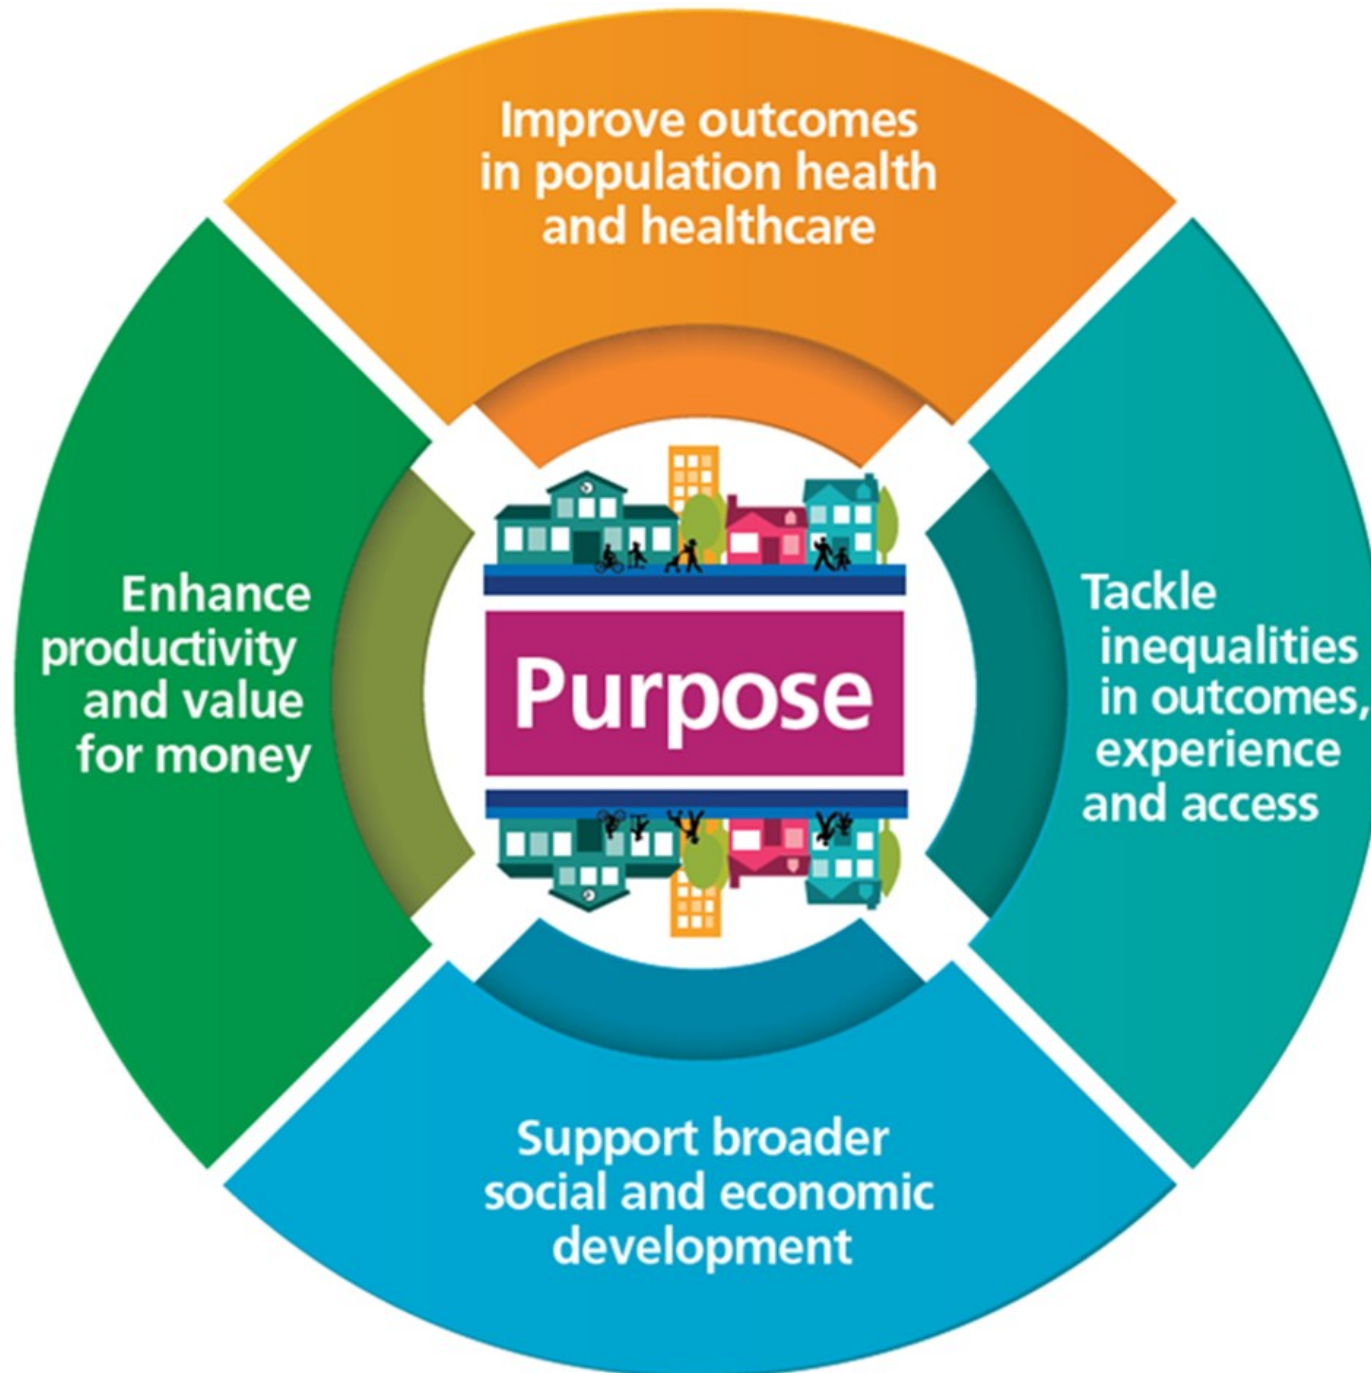 Improve outcomes
in population health
and healthcare
Enhance
productivity
and value
for money
Purpose
Tackle
inequalities
in outcomes,
experience
and access
Support broader
social and economic
development